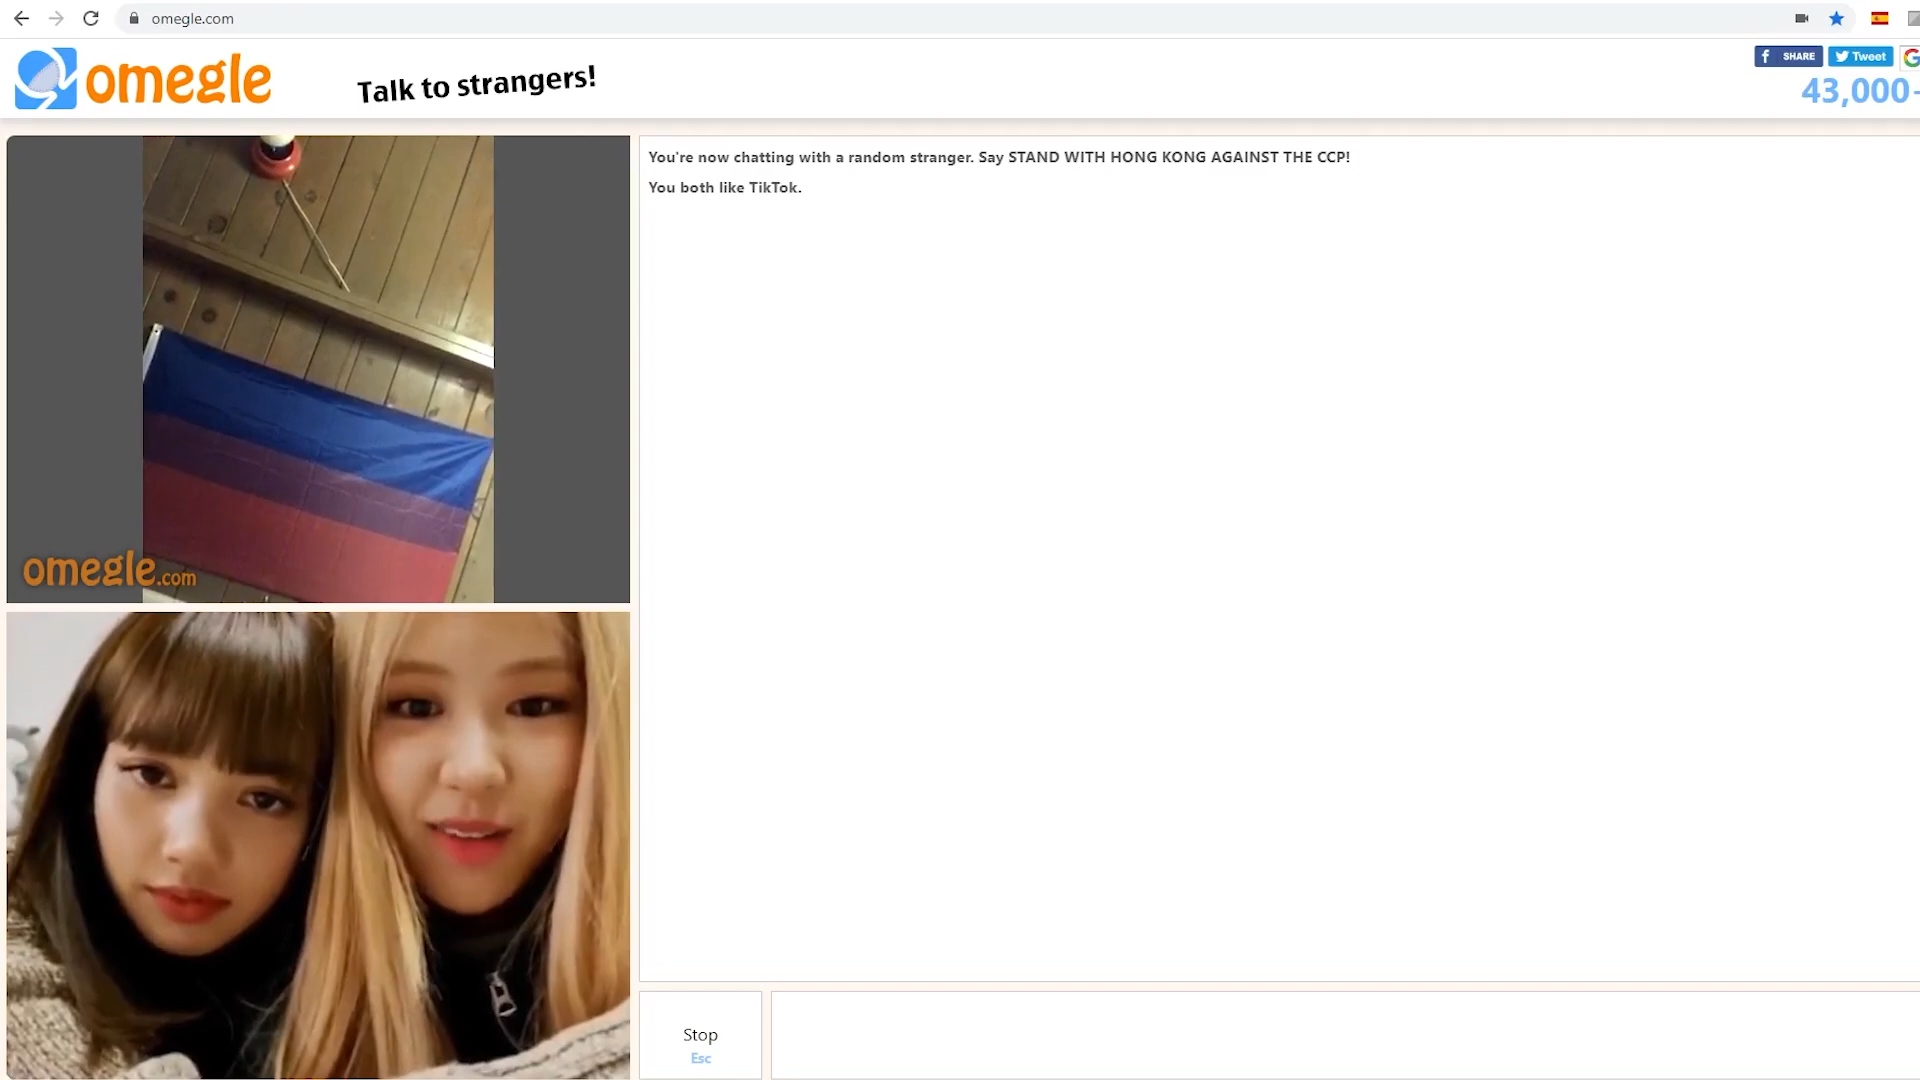 omegle.com
omegle
Talk to strangers!
SHARE
Tweet
43,000
You're now chatting with a random stranger. Say STAND WITH HONG KONG AGAINST THE CCP!
You both like TikTok.
omegle.com
Stop
Esc